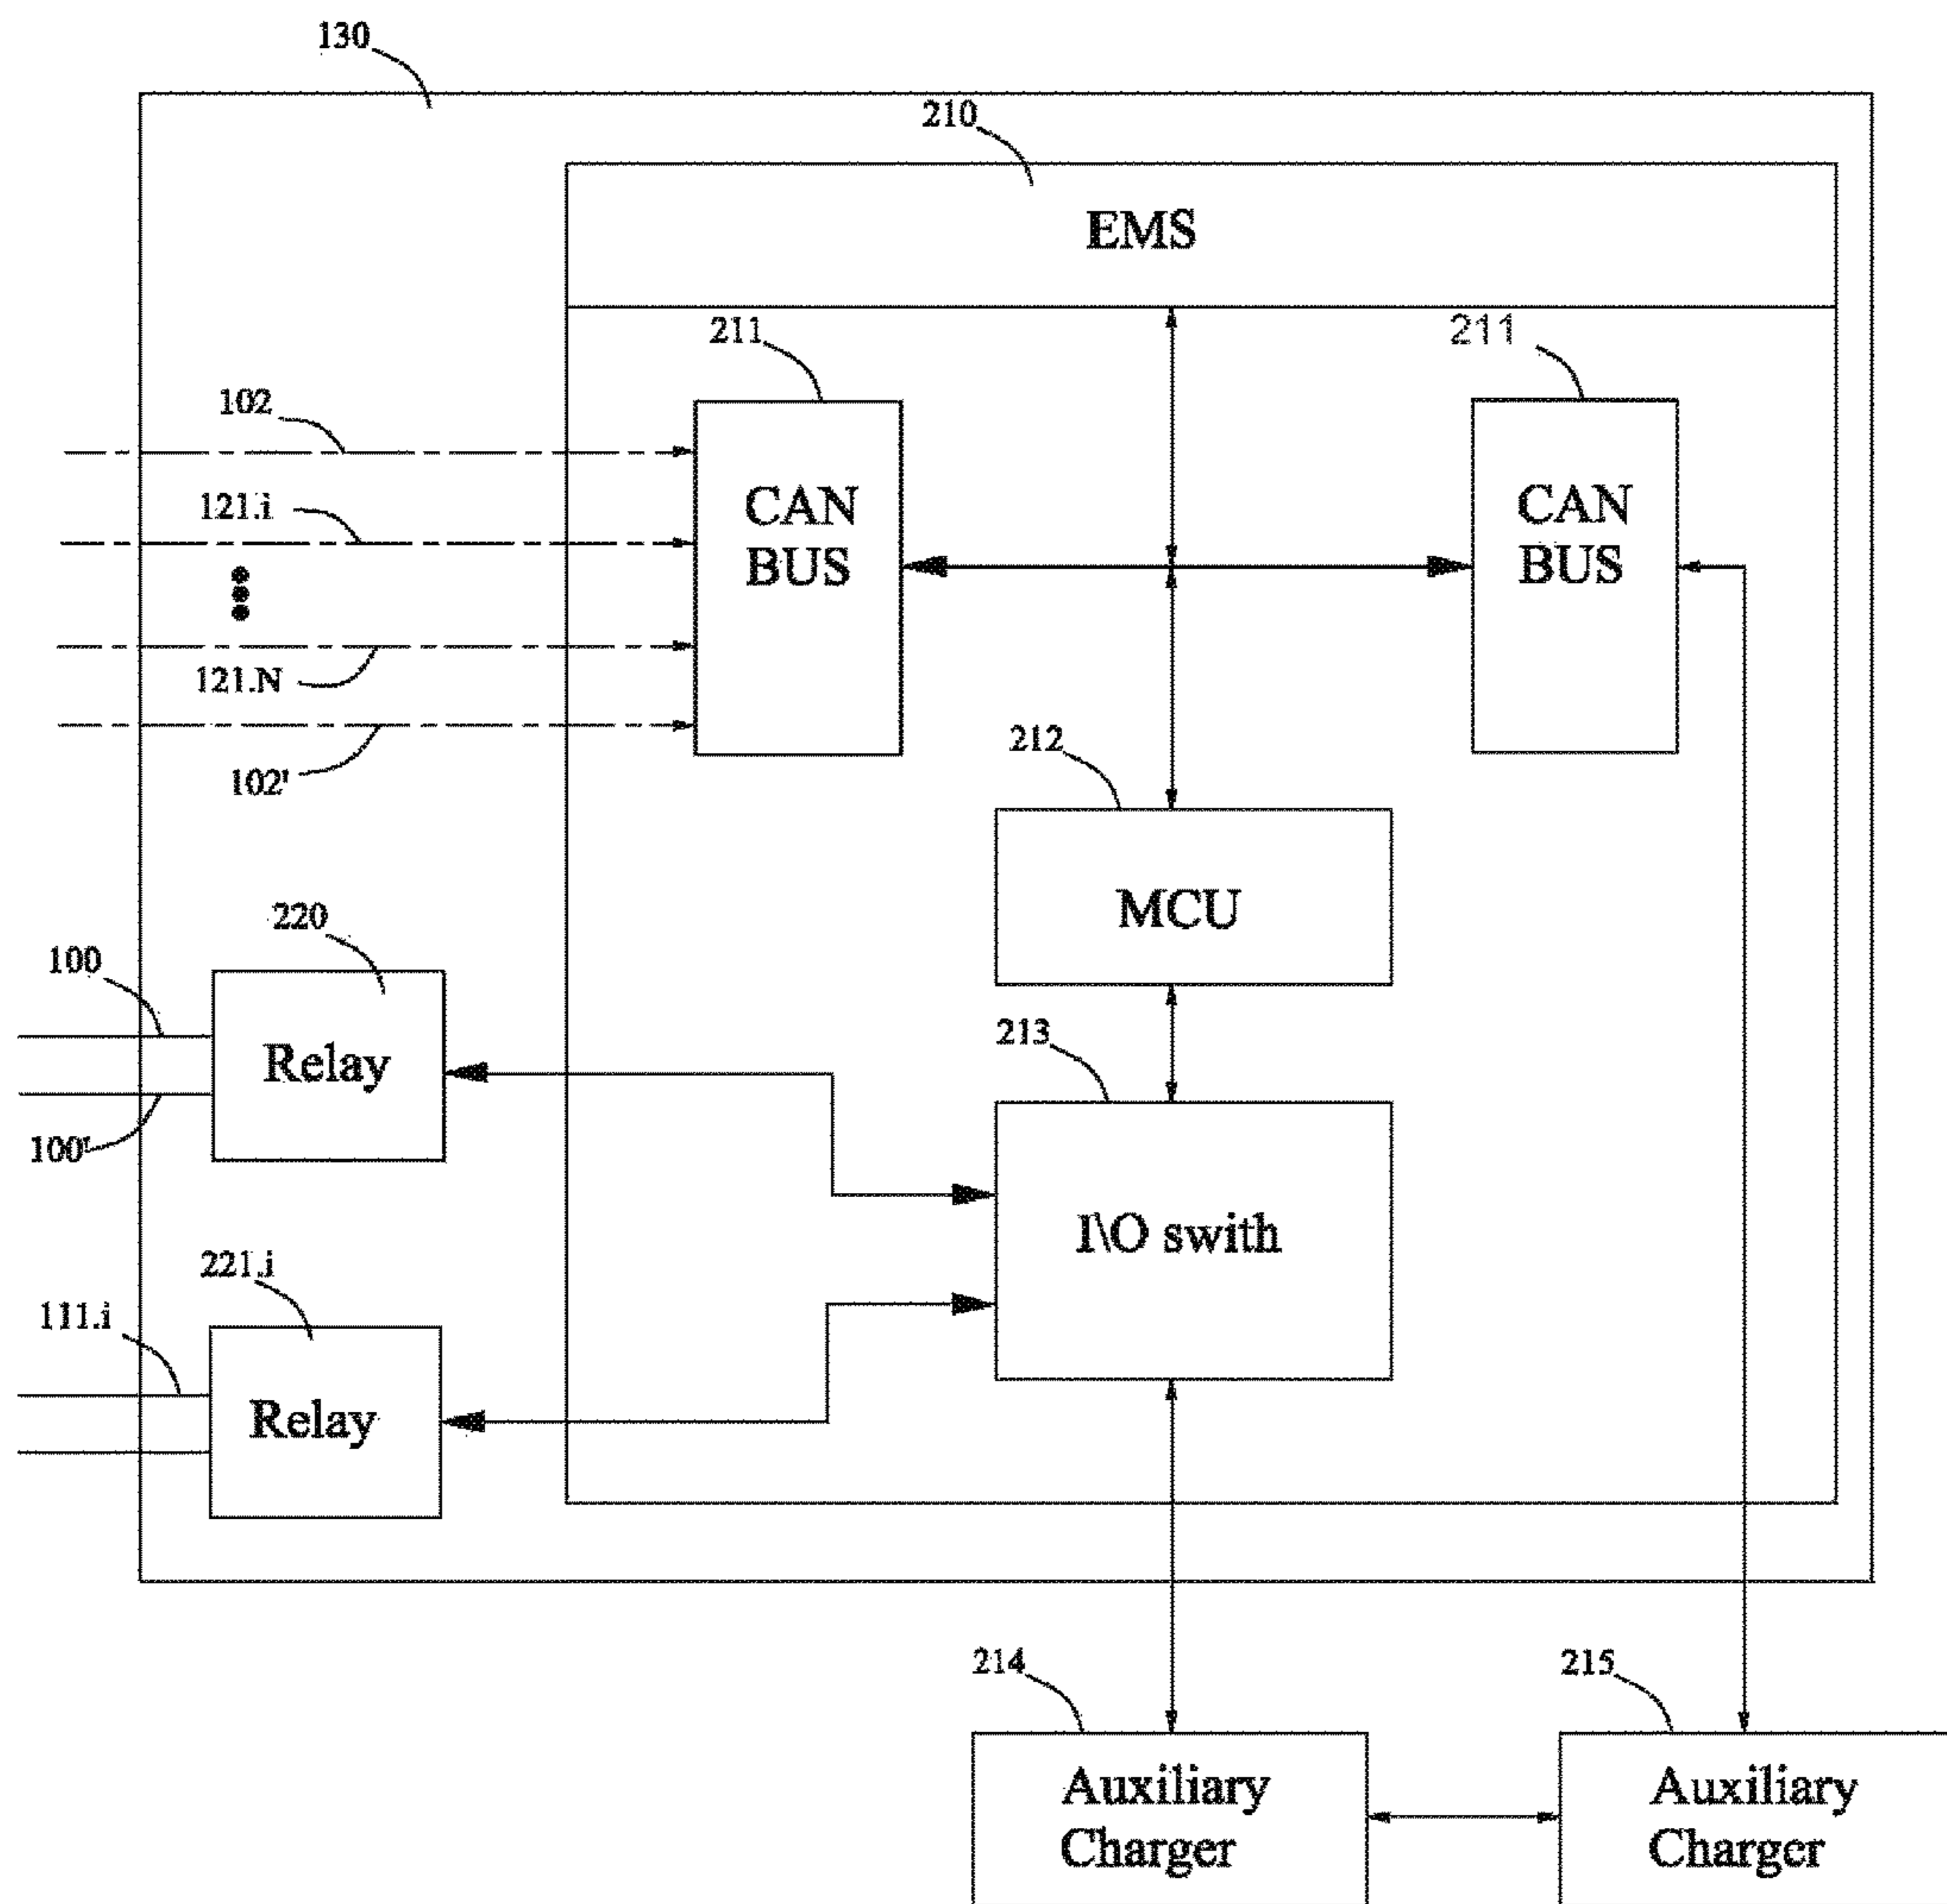 130
210
EMS
211
211
102
CAN
BUS
CAN
BUS
121.i
121.N
102'
212
MCU
220
100
Relay
100'
213
I\O swith
221.i
111.i
Relay
214
215
Auxiliary
Charger
Auxiliary
Charger